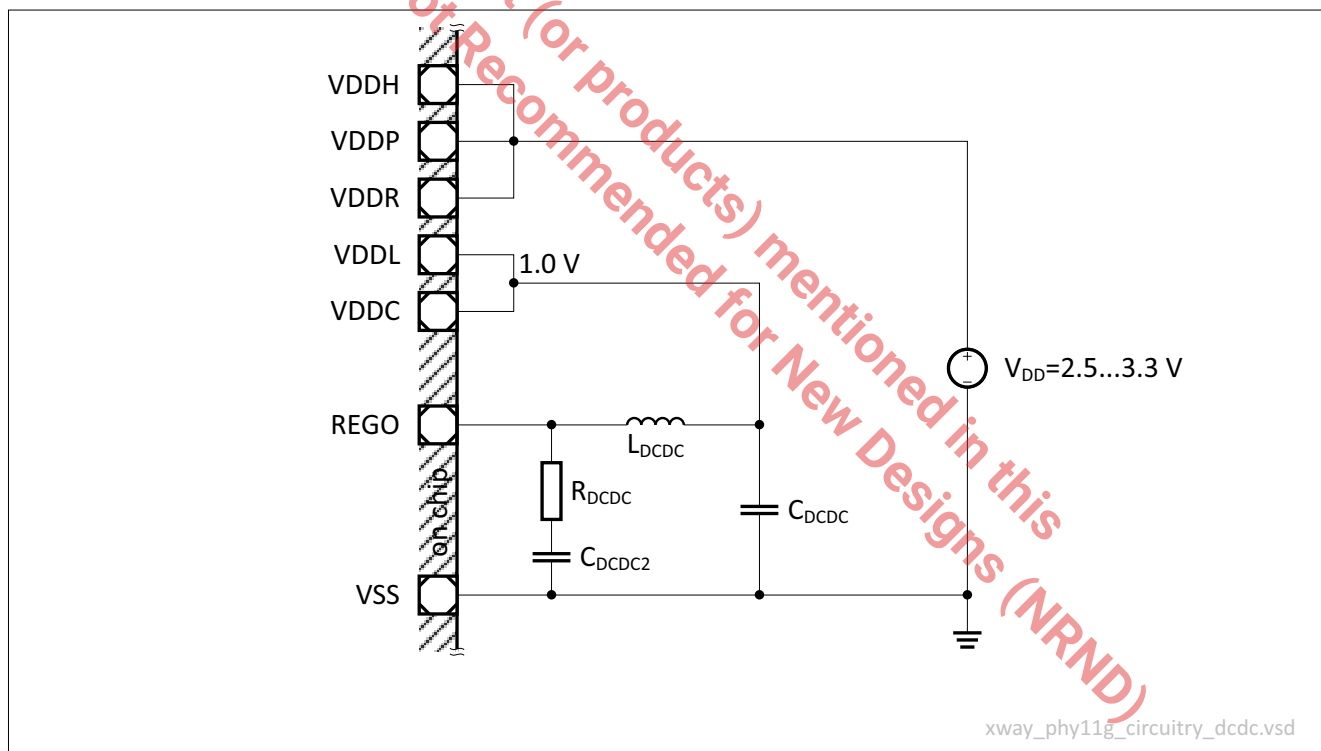 t (or products) mentioned in this
ot Recommended for New Designs (NRND)
VDDH
VDDP
VDDR
VDDL
1.0 V
VDDC
VDD=2.5...3.3 V
REGO
LDCDC
RDCDC
CDCDC
on chip
CDCDC2
VSS
xway_phy11g_circuitry_dcdc.vsd